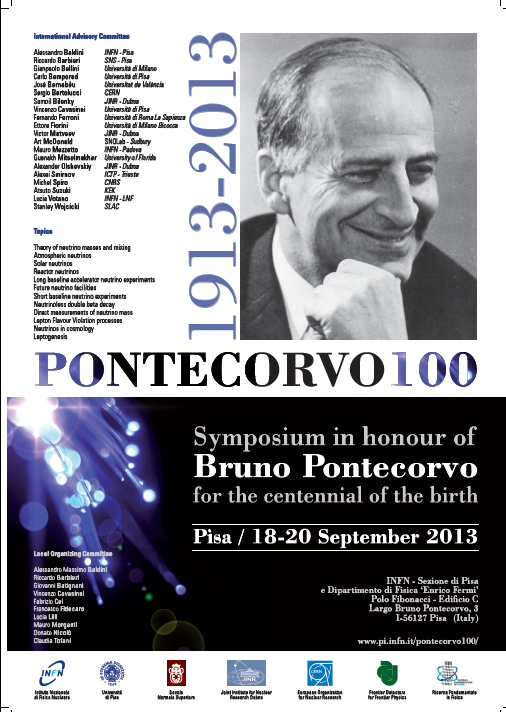 International Advisory Committee
Alessandro Baldini INFN - Pisa
Riccardo Barbieri SNS - Pisa
Gianpaolo Bellini Università di Milano
Carlo Bemporad Università di Pisa
José Bernabéu Universitat de València
Sergio Bertolucci CERN
Samoil Bilenky JINR - Dubna
Vincenzo Cavasinni Università di Pisa
Fernando Ferroni Università di Roma La Sapienza
Ettore Fiorini Università di Milano Bicocca
Victor Matveev JINR - Dubna
Art McDonald SNOLab - Sudbury
Mauro Mezzetto INFN - Padova
Guenakh Mitselmakher University of Florida
Alexander Olshevskiy JINR - Dubna
Alexei Smirnov ICTP - Trieste
Michel Spiro CNRS
Atsuto Suzuki KEK
Lucia Votano INFN - LNF
Stanley Wojcicki SLAC
Topics
Theory of neutrino masses and mixing
Atmospheric neutrinos
Solar neutrinos
Reactor neutrinos
Long baseline accelerator neutrino experiments
Future neutrino facilities
Short baseline neutrino experiments
Neutrinoless double beta decay
Direct measurements of neutrino mass
Lepton Flavour Violation processes
Neutrinos in cosmology
Leptogenesis
1913-2013
PONTECORVO100
Symposium in honour of
Bruno Pontecorvo
for the centennial of the birth
Pisa / 18-20 September 2013
Local Organizing Committee
Alessandro Massimo Baldini
Riccardo Barbieri
Giovanni Batignani
Vincenzo Cavasinni
Fabrizio Cei
Francesco Fidecaro
Lucia Lilli
Mauro Morganti
Donato Nicolò
Claudia Tofani
INFN - Sezione di Pisa
e Dipartimento di Fisica ‘Enrico Fermi’
Polo Fibonacci - Edificio C
Largo Bruno Pontecorvo, 3
I-56127 Pisa (Italy)
www.pi.infn.it/pontecorvo100/
INFN
Istituto Nazionale
di Fisica Nucleare
Università
di Pisa
Scuola
Normale Superiore
JINR
Joint Institute for Nuclear
Research Dubna
CERN
European Organization
for Nuclear Research
Frontier Detectors
for Frontier Physics
Ricerca Fondamentale
in Fisica